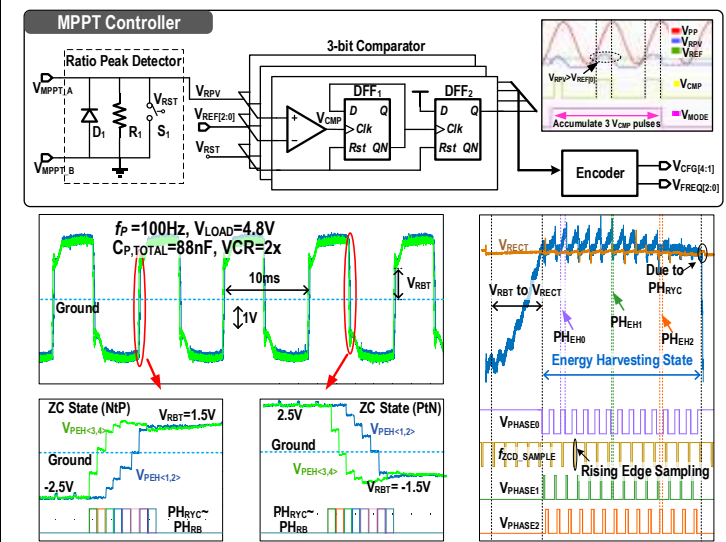 MPPT Controller
Ratio Peak Detector
3-bit Comparator
VMPPT_A
VMPPT_B
D1
R1
S1
VRST
VRPV
VREF[2:0]
VRST
VCMP
DFF1
D Q
Clk
Rst QN
DFF2
D Q
Clk
Rst QN
VPP
VRPV
VREF
VRPV>VREF[0]
VCMP
VMODE
Accumulate 3 VCMP pulses
Encoder
VCFG[4:1]
VFREQ[2:0]
fP =100Hz, VLOAD=4.8V
CP,TOTAL=88nF, VCR=2x
10ms
VRBT
Ground
1V
ZC State (NtP)
VRBT=1.5V
VPEH<3,4>
Ground
VPEH<1,2>
-2.5V
PHRYC~
PHRB
ZC State (PtN)
2.5V
VPEH<1,2>
Ground
VPEH<3,4>
VRBT= -1.5V
PHRYC~
PHRB
VRECT
Due to
PHRYC
VRBT to VRECT
PHEH0
PHEH1
PHEH2
Energy Harvesting State
VPHASE0
fZCD_SAMPLE
Rising Edge Sampling
VPHASE1
VPHASE2